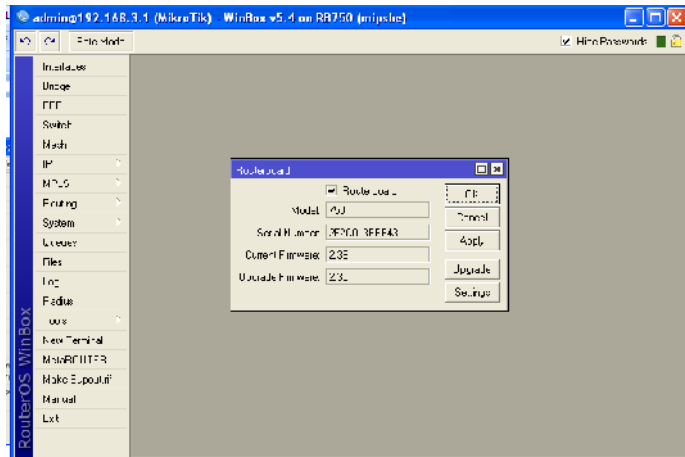 admin@192.168.3.1 (MikroTik) - WinBox v5.4 on RB750 (mipsbe)
Safe Mode
Hide Passwords
Interfaces
Bridge
PPP
Switch
Mesh
IP
MPLS
Routing
System
Queues
Files
Log
Radius
Tools
New Terminal
MetaROUTER
Make Supout.rif
Manual
Exit
RouterOS WinBox
Routerboard
Routerboard
Model: 750
Serial Number:
Current Firmware:
Upgrade Firmware:
OK
Cancel
Apply
Upgrade
Settings